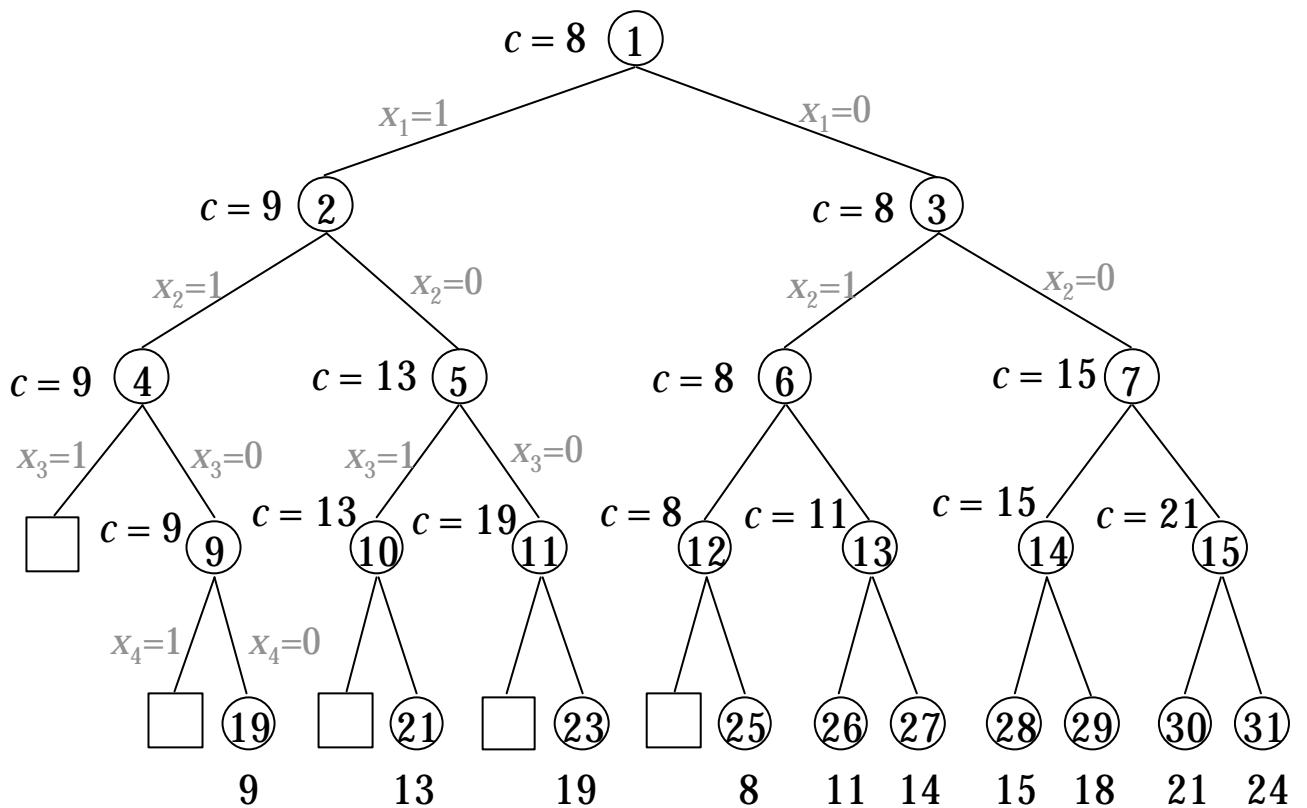 c = 8 1
x₁=1 x₁=0
c = 9 2 c = 8 3
x₂=1 x₂=0 x₂=1 x₂=0
c = 9 4 c = 13 5 c = 8 6 c = 15 7
x₃=1 x₃=0 x₃=1 x₃=0
c = 9 9 c = 13 10 c = 19 11 c = 8 12 c = 11 13 c = 15 14 c = 21 15
x₄=1 x₄=0
19 21 23 25 26 27 28 29 30 31
9 13 19 8 11 14 15 18 21 24